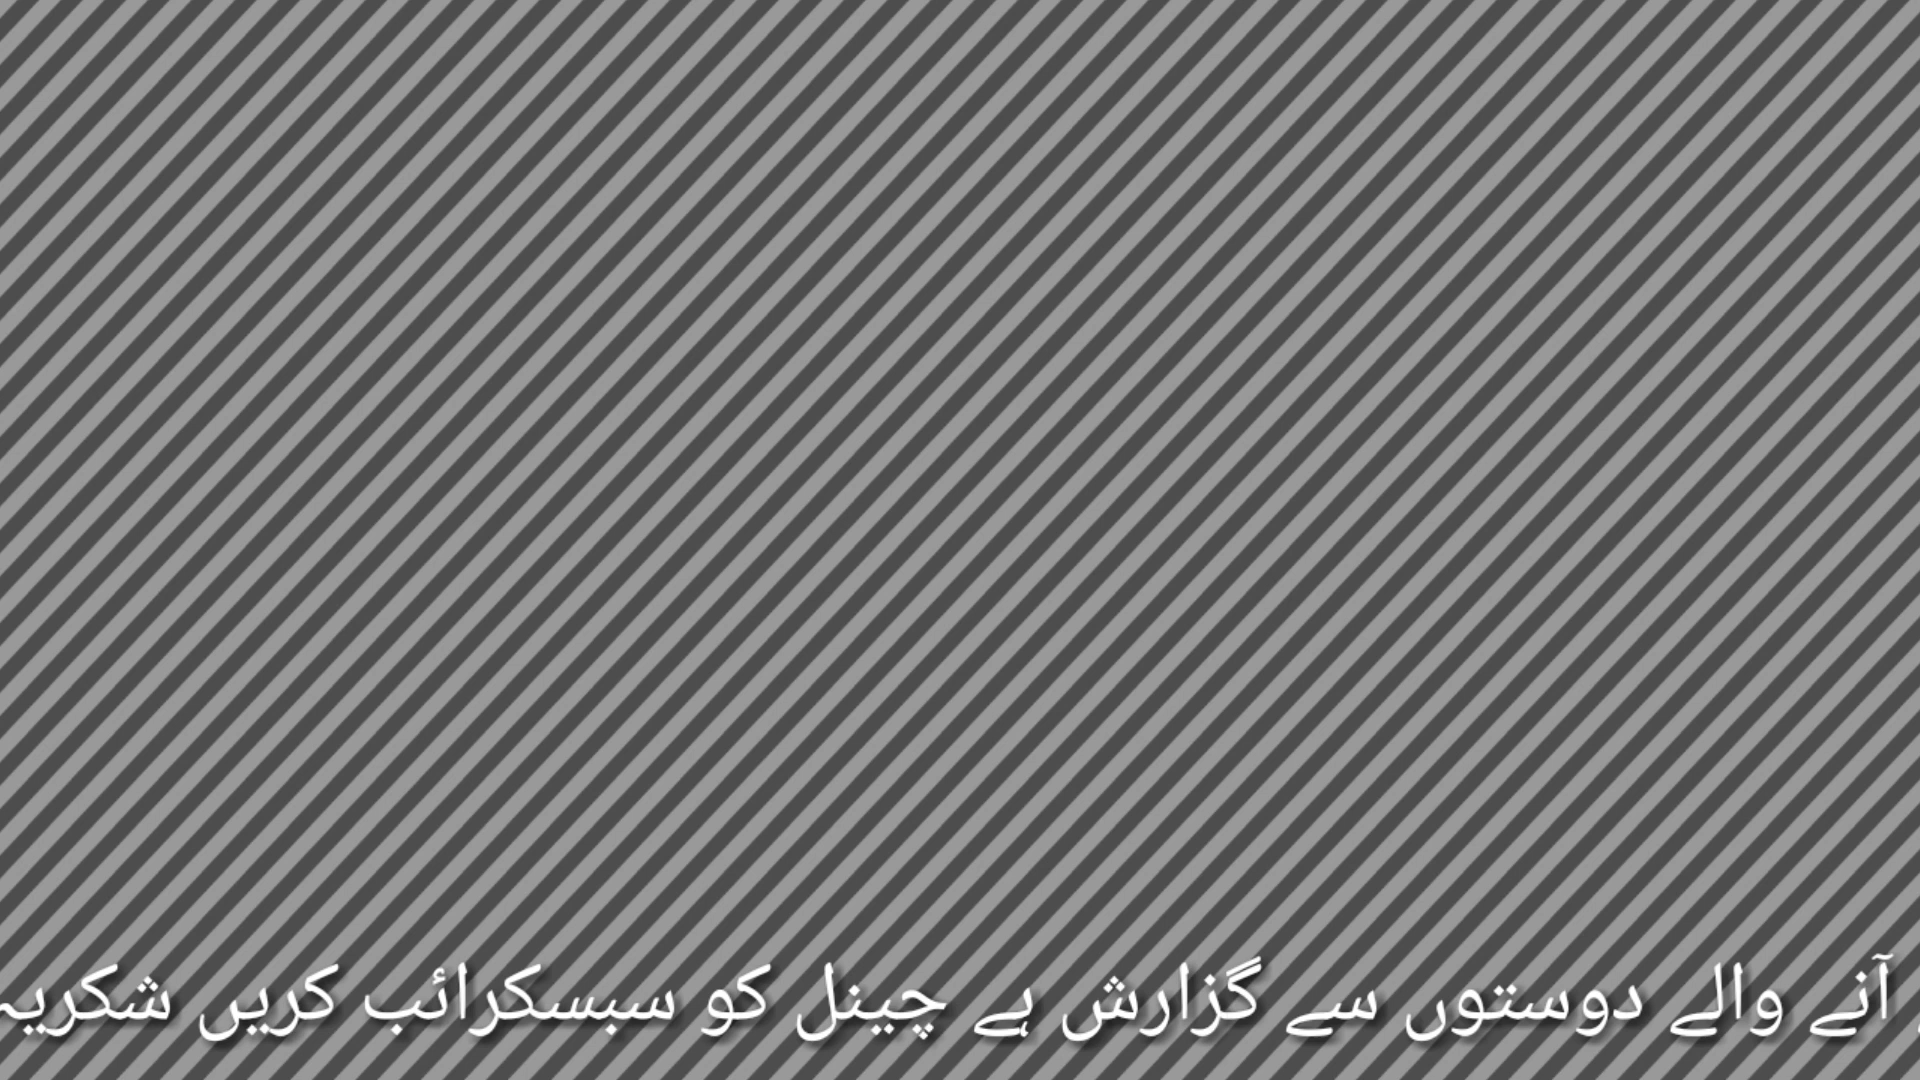 آنے والے دوستوں سے گزارش ہے چینل کو سبسکرائب کریں شکریہ